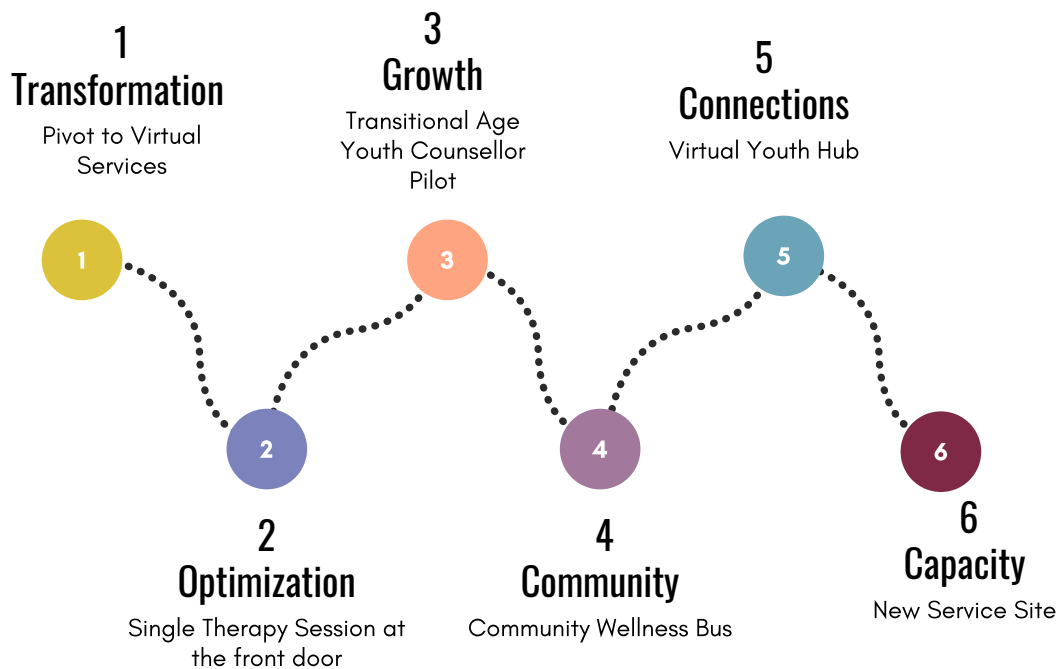 1
Transformation
Pivot to Virtual
Services
3
Growth
Transitional Age
Youth Counsellor
Pilot
5
Connections
Virtual Youth Hub
1
3
5
2
4
6
2
Optimization
Single Therapy Session at
the front door
4
Community
Community Wellness Bus
6
Capacity
New Service Site